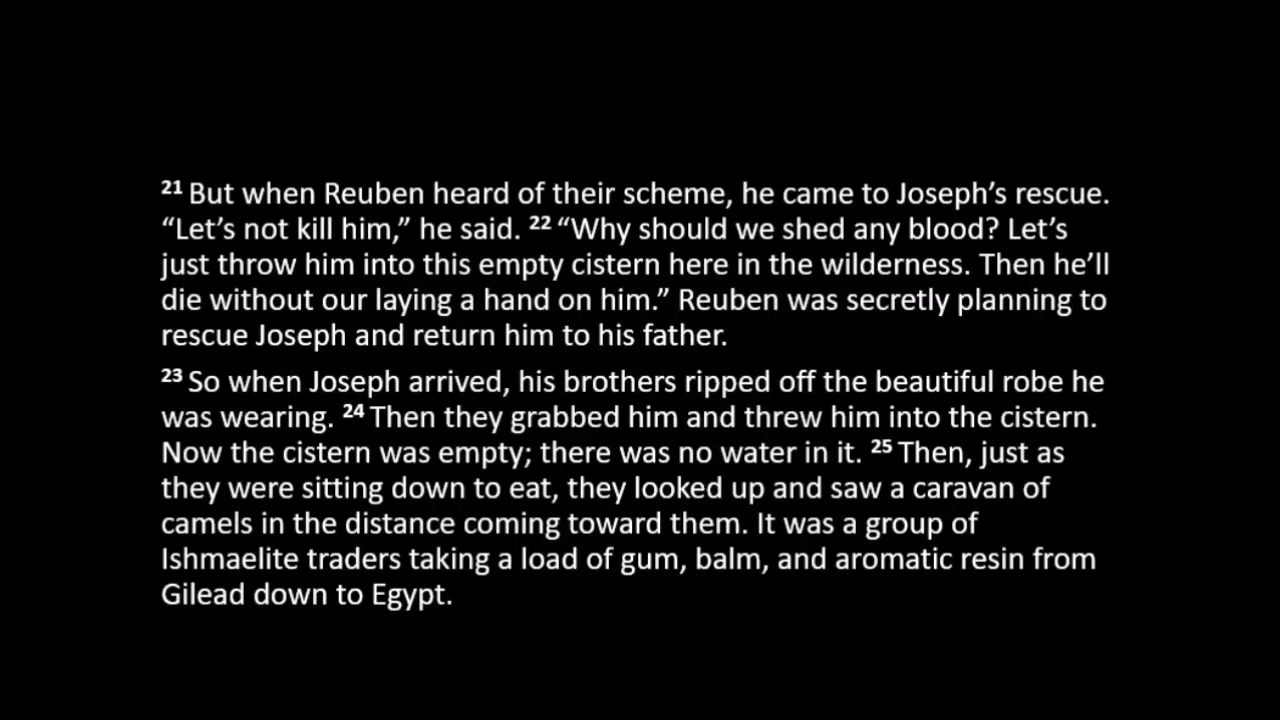 21 But when Reuben heard of their scheme, he came to Joseph’s rescue.
“Let’s not kill him,” he said. 22 “Why should we shed any blood? Let’s
just throw him into this empty cistern here in the wilderness. Then he’ll
die without our laying a hand on him.” Reuben was secretly planning to
rescue Joseph and return him to his father.
23 So when Joseph arrived, his brothers ripped off the beautiful robe he
was wearing. 24 Then they grabbed him and threw him into the cistern.
Now the cistern was empty; there was no water in it. 25 Then, just as
they were sitting down to eat, they looked up and saw a caravan of
camels in the distance coming toward them. It was a group of
Ishmaelite traders taking a load of gum, balm, and aromatic resin from
Gilead down to Egypt.